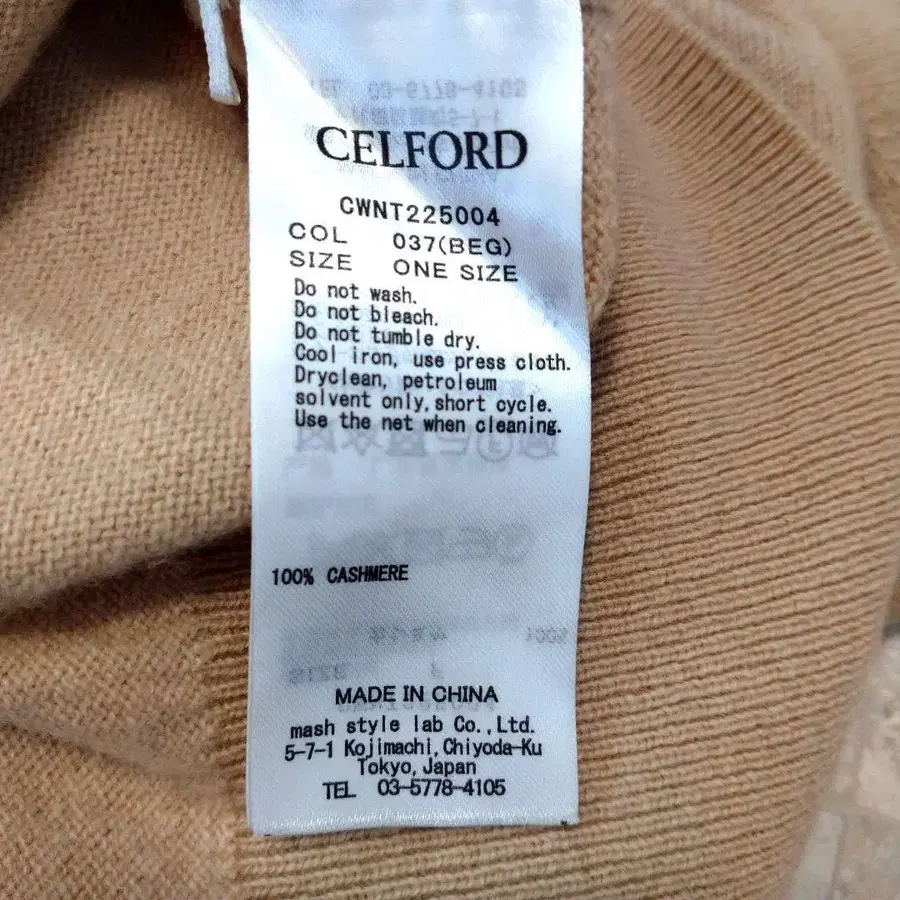 CELFORD
CWNT225004
COL 037(BEG)
SIZE ONE SIZE
Do not wash.
Do not bleach.
Do not tumble dry.
Cool iron, use press cloth.
Dryclean, petroleum
solvent only, short cycle.
Use the net when cleaning.
100% CASHMERE
MADE IN CHINA
mash style lab Co., Ltd.
5-7-1 Kojimachi, Chiyoda-Ku
Tokyo, Japan
TEL 03-5778-4105